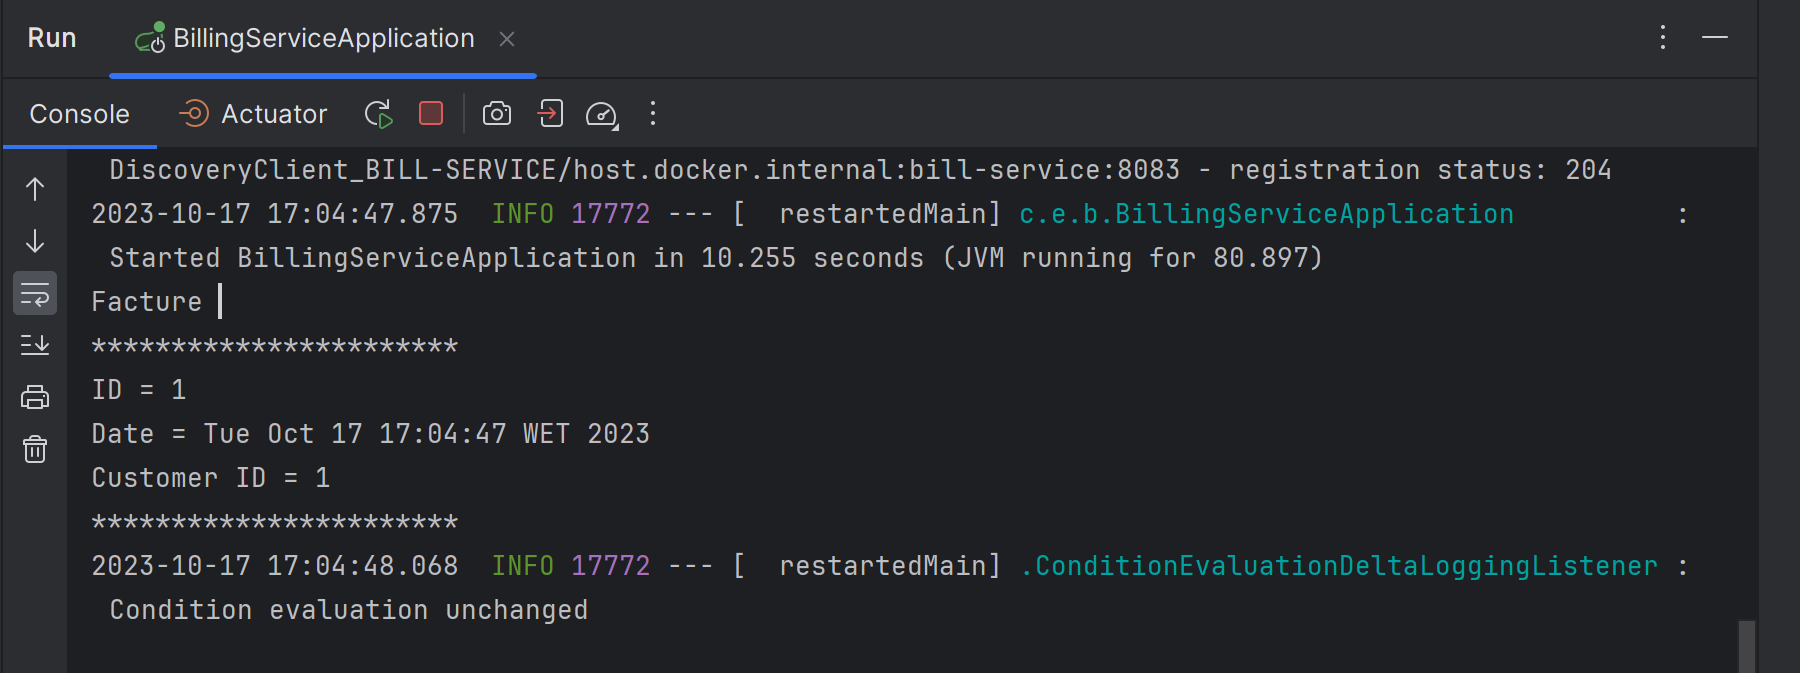 Run BillingServiceApplication
Console Actuator
DiscoveryClient_BILL-SERVICE/host.docker.internal:bill-service:8083 - registration status: 204
2023-10-17 17:04:47.875  INFO 17772 --- [  restartedMain] c.e.b.BillingServiceApplication          :
Started BillingServiceApplication in 10.255 seconds (JVM running for 80.897)
Facture
***********************
ID = 1
Date = Tue Oct 17 17:04:47 WET 2023
Customer ID = 1
***********************
2023-10-17 17:04:48.068  INFO 17772 --- [  restartedMain] .ConditionEvaluationDeltaLoggingListener :
Condition evaluation unchanged